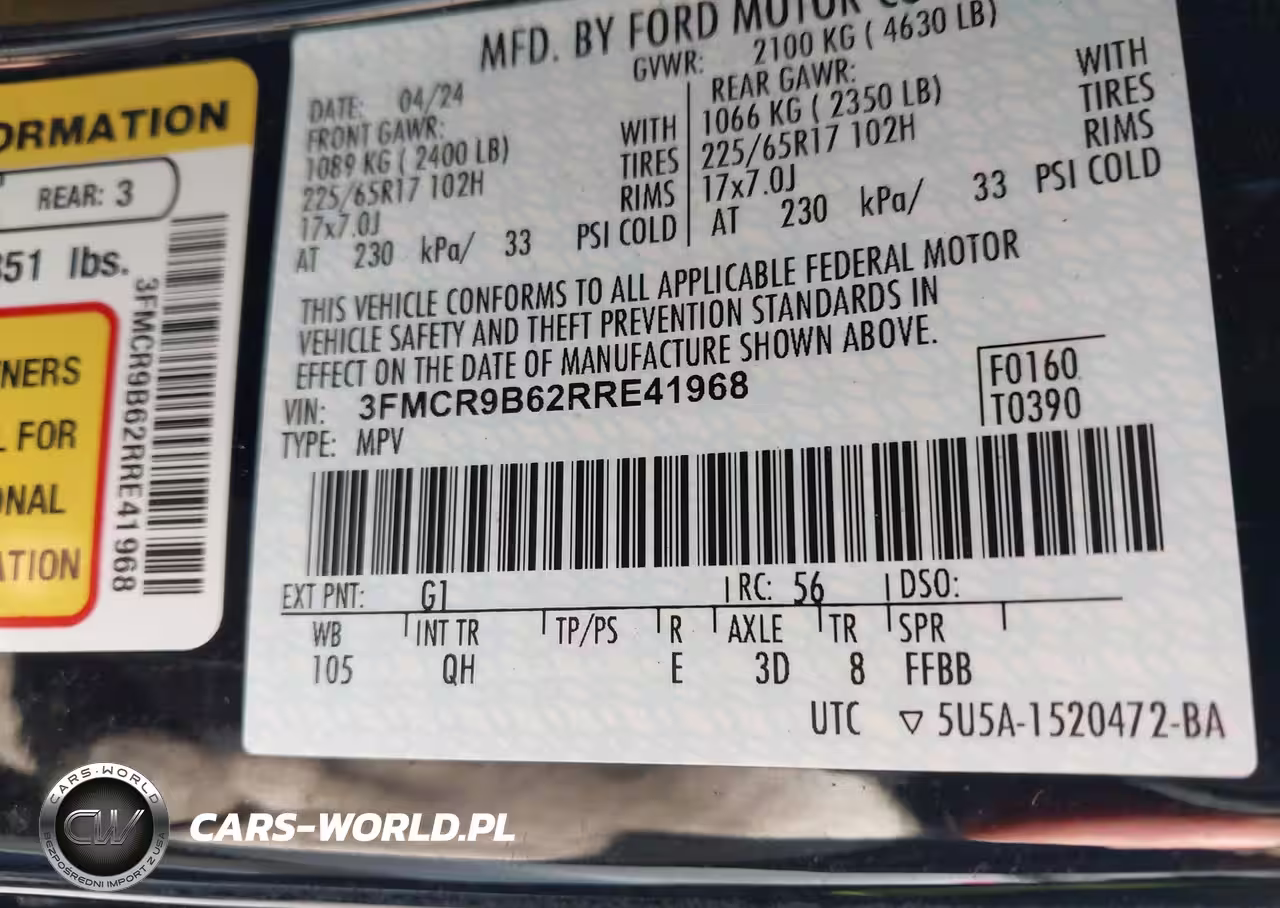 MFD. BY FORD MOTOR CO
GVWR: 2100 KG ( 4630 LB)
DATE: 04/24
FRONT GAWR:
1089 KG ( 2400 LB) WITH
225/65R17 102H TIRES
17x7.0J RIMS
AT 230 kPa/ 33 PSI COLD
REAR GAWR:
1066 KG ( 2350 LB) WITH
225/65R17 102H TIRES
17x7.0J RIMS
AT 230 kPa/ 33 PSI COLD
THIS VEHICLE CONFORMS TO ALL APPLICABLE FEDERAL MOTOR
VEHICLE SAFETY AND THEFT PREVENTION STANDARDS IN
EFFECT ON THE DATE OF MANUFACTURE SHOWN ABOVE.
VIN: 3FMCR9B62RRE41968
TYPE: MPV
F0160
T0390
EXT PNT: G1 RC: 56 DSO:
WB INT TR TP/PS R AXLE TR SPR
105 QH E 3D 8 FFBB
UTC ▽ 5U5A-1520472-BA
ORMATION
REAR: 3
351 lbs.
3FMCR9B62RRE41968
NERS
L FOR
ONAL
ATION
CARS-WORLD
CW
BEZPOŚREDNI IMPORT Z USA
CARS-WORLD.PL